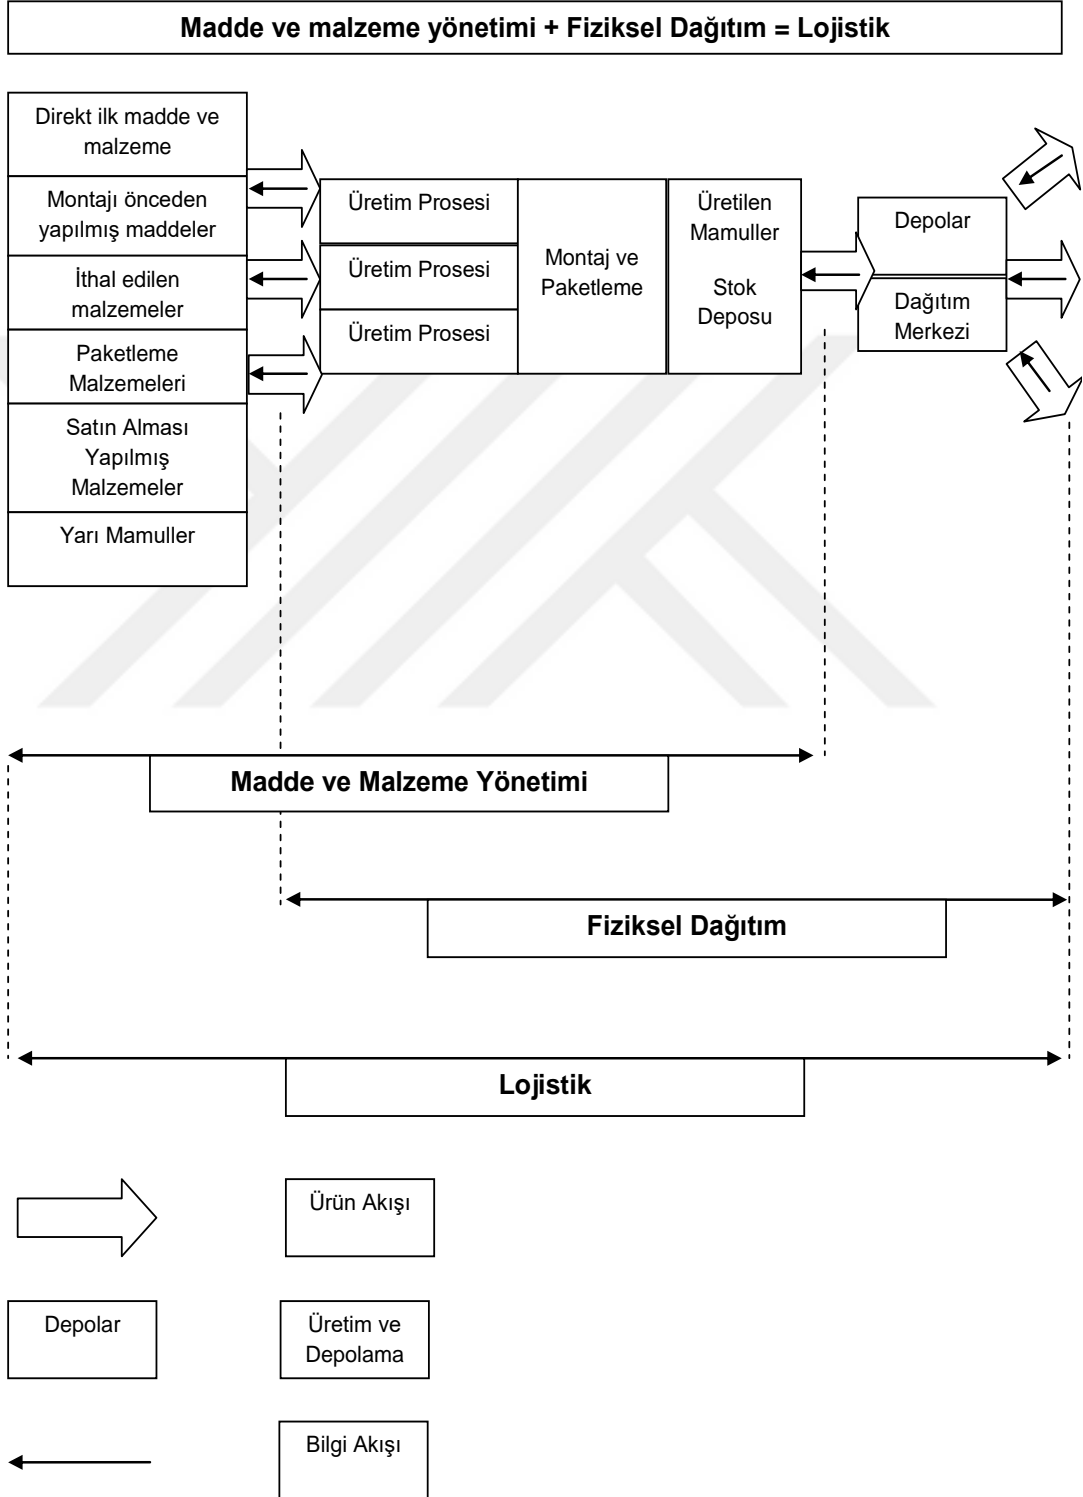 Madde ve malzeme yönetimi + Fiziksel Dağıtım = Lojistik
Direkt ilk madde ve
malzeme
Montajı önceden
yapılmış maddeler
İthal edilen
malzemeler
Paketleme
Malzemeleri
Satın Alması
Yapılmış
Malzemeler
Yarı Mamuller
Üretim Prosesi
Üretim Prosesi
Üretim Prosesi
Montaj ve
Paketleme
Üretilen
Mamuller
Stok
Deposu
Depolar
Dağıtım
Merkezi
Madde ve Malzeme Yönetimi
Fiziksel Dağıtım
Lojistik
Ürün Akışı
Depolar
Üretim ve
Depolama
Bilgi Akışı